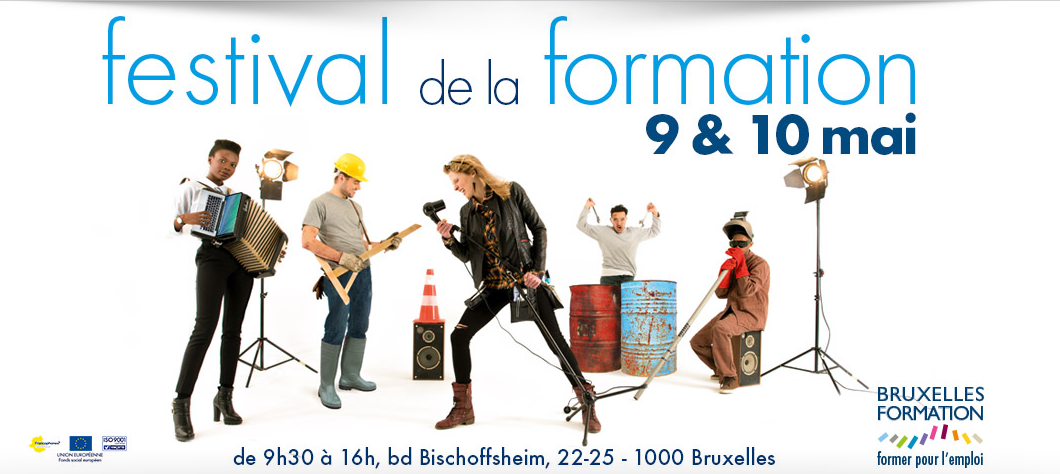 festival de la formation
9 & 10 mai
BRUXELLES
FORMATION
former pour l'emploi
UNION EUROPÉENNE
Fonds social européen
ISO 9001
de 9h30 à 16h, bd Bischoffsheim, 22-25 - 1000 Bruxelles